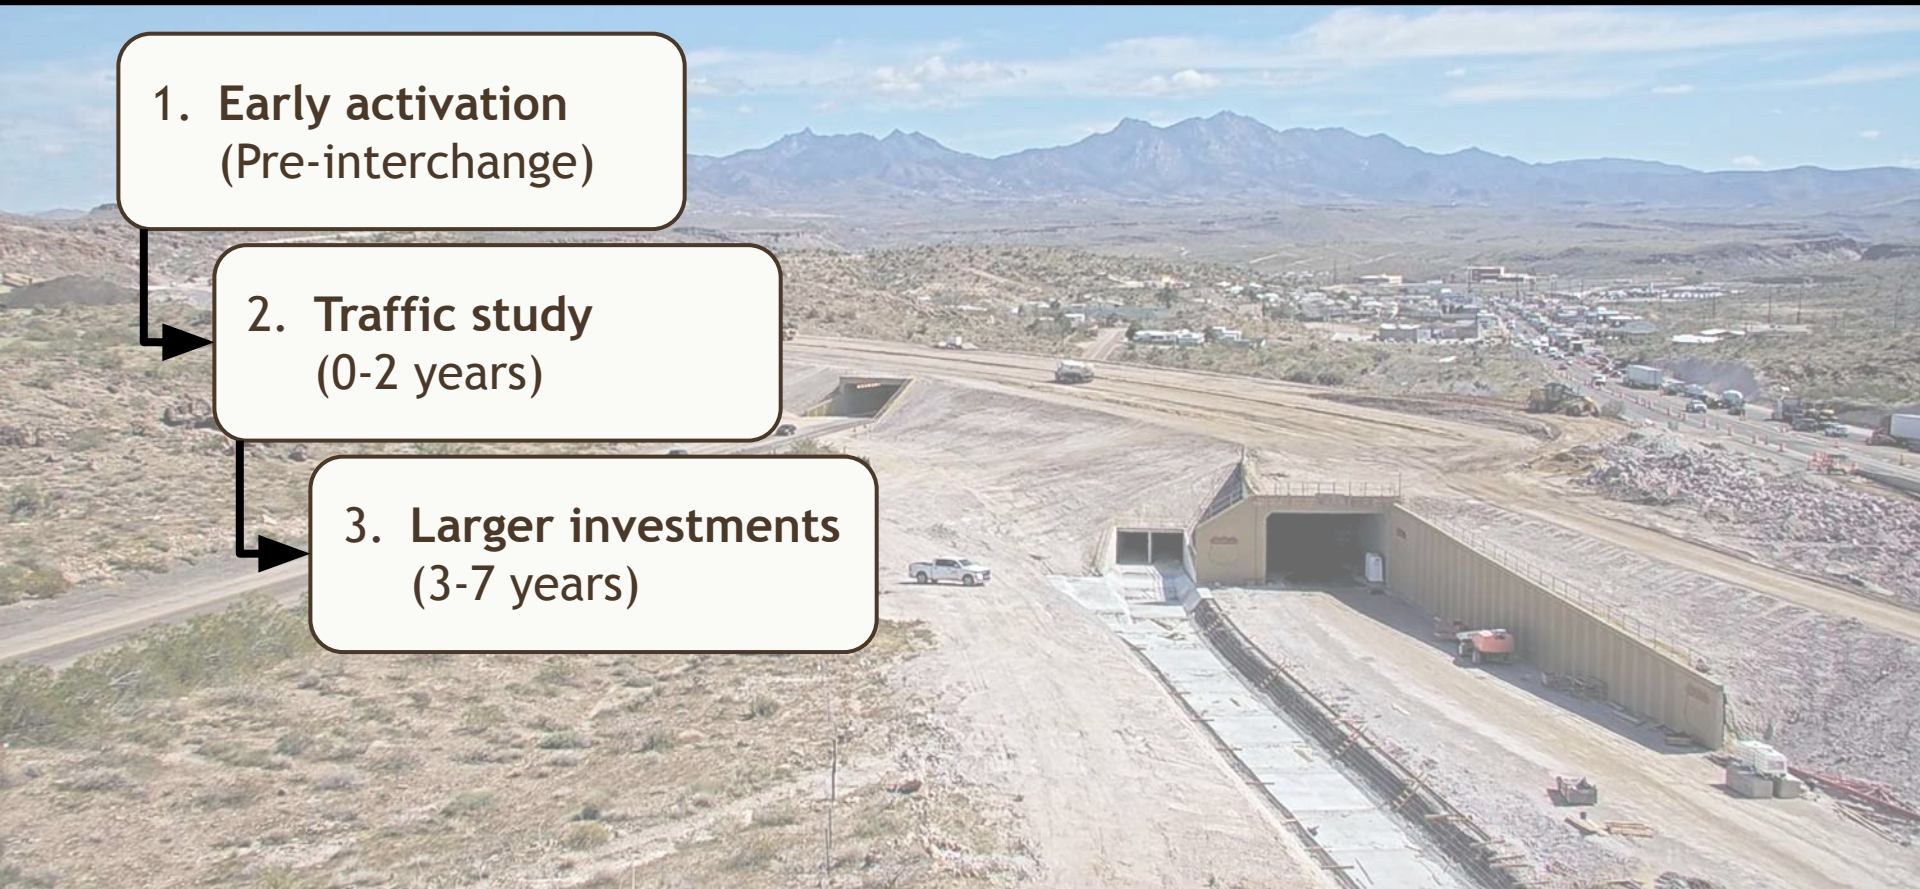 1. Early activation
(Pre-interchange)
2. Traffic study
(0-2 years)
3. Larger investments
(3-7 years)